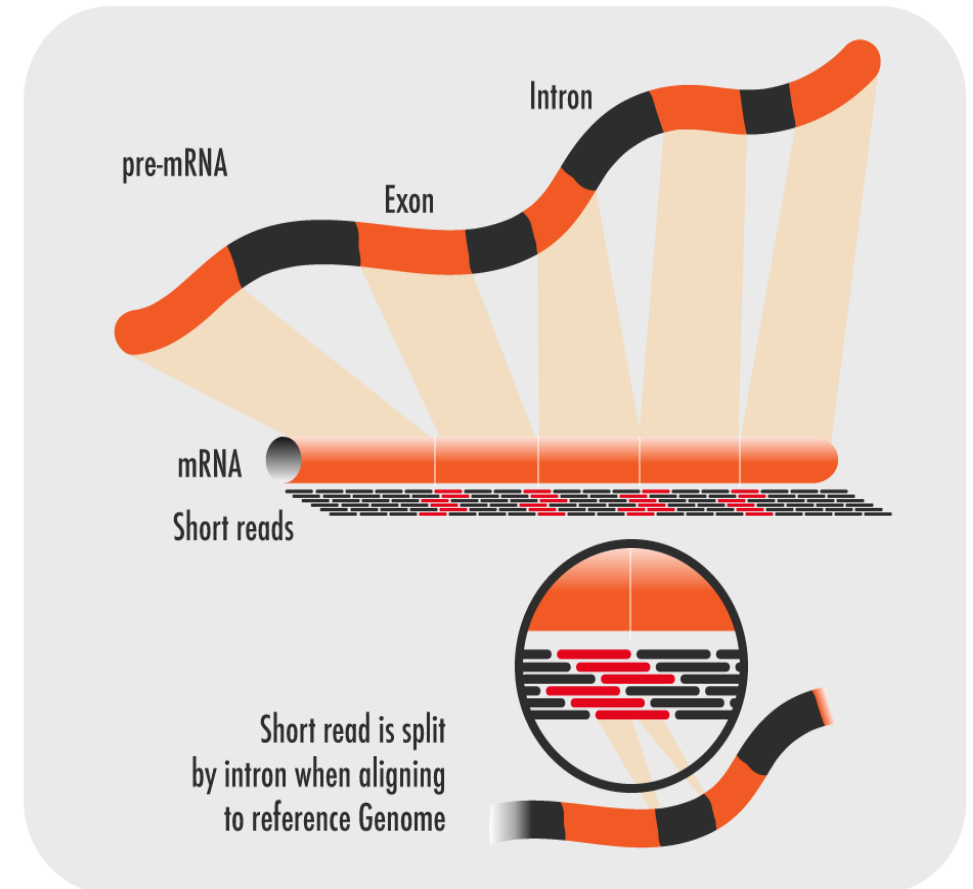 Intron
pre-mRNA
Exon
mRNA
Short reads
Short read is split
by intron when aligning
to reference Genome